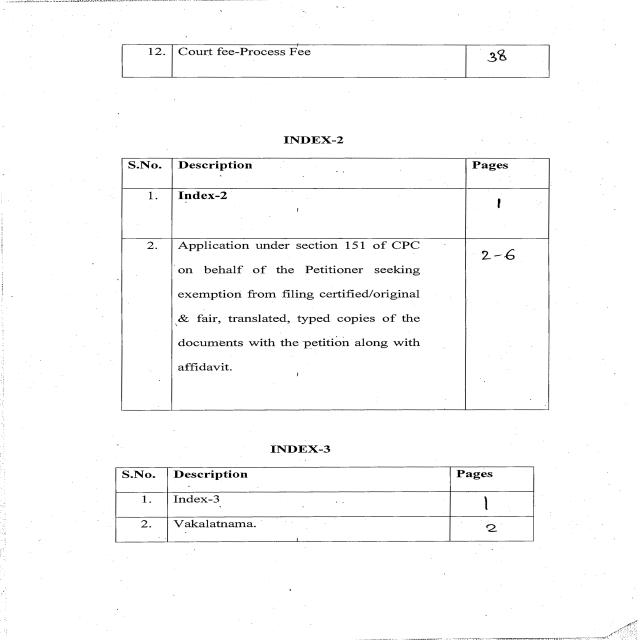 12. Court fee-Process Fee 38
INDEX-2
S.No. Description Pages
1. Index-2 1
2. Application under section 151 of CPC 2-6
on behalf of the Petitioner seeking
exemption from filing certified/original
& fair, translated, typed copies of the
documents with the petition along with
affidavit.
INDEX-3
S.No. Description Pages
1. Index-3 1
2. Vakalatnama. 2